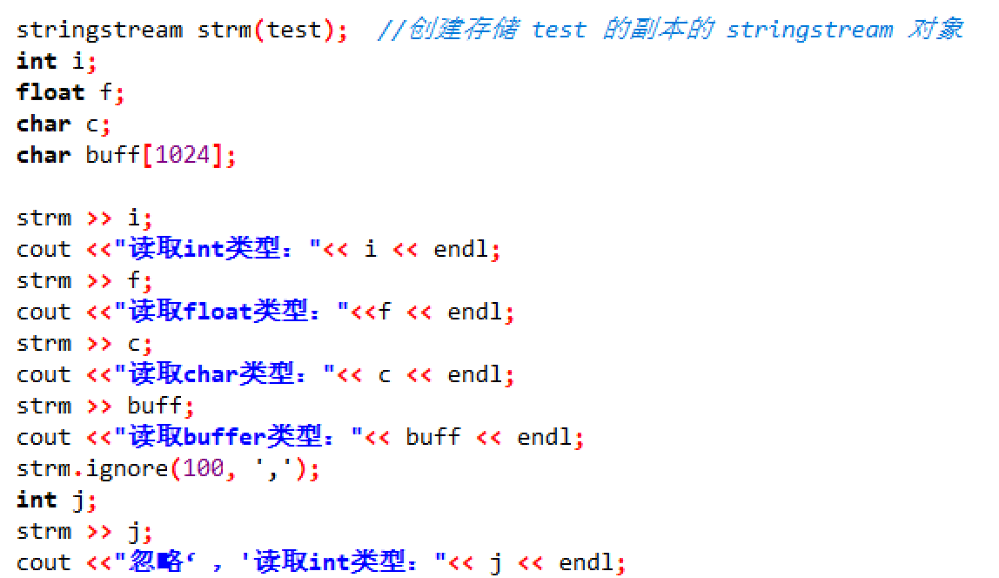 stringstream strm(test);  //创建存储 test 的副本的 stringstream 对象
int i;
float f;
char c;
char buff[1024];
strm >> i;
cout <<"读取int类型："<< i << endl;
strm >> f;
cout <<"读取float类型："<<f << endl;
strm >> c;
cout <<"读取char类型："<< c << endl;
strm >> buff;
cout <<"读取buffer类型："<< buff << endl;
strm.ignore(100, ',');
int j;
strm >> j;
cout <<"忽略‘ ，'读取int类型："<< j << endl;